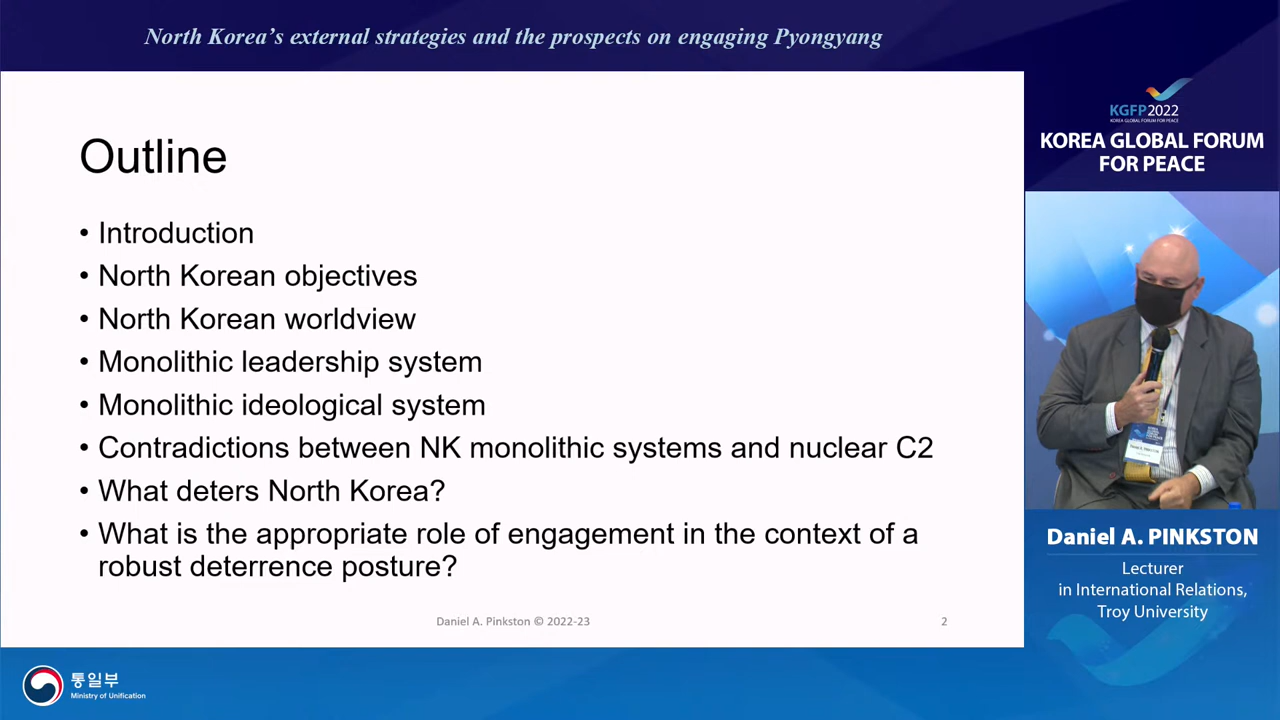 North Korea's external strategies and the prospects on engaging Pyongyang
Outline
• Introduction
• North Korean objectives
• North Korean worldview
• Monolithic leadership system
• Monolithic ideological system
• Contradictions between NK monolithic systems and nuclear C2
• What deters North Korea?
• What is the appropriate role of engagement in the context of a
robust deterrence posture?
Daniel A. Pinkston © 2022-23
2
KGFP2022
KOREA GLOBAL FORUM FOR PEACE
KOREA GLOBAL FORUM
FOR PEACE
Daniel A. PINKSTON
Lecturer
in International Relations,
Troy University
통일부
Ministry of Unification